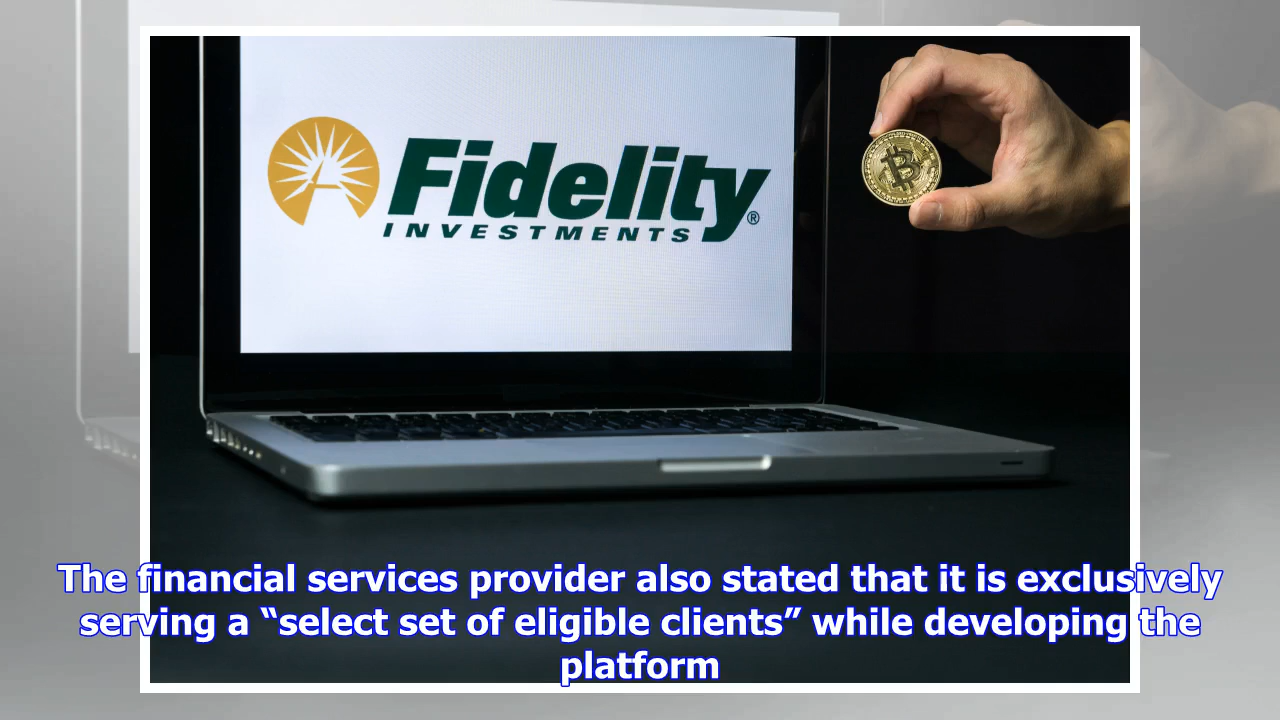 Fidelity®
INVESTMENTS
The financial services provider also stated that it is exclusively
serving a “select set of eligible clients” while developing the
platform